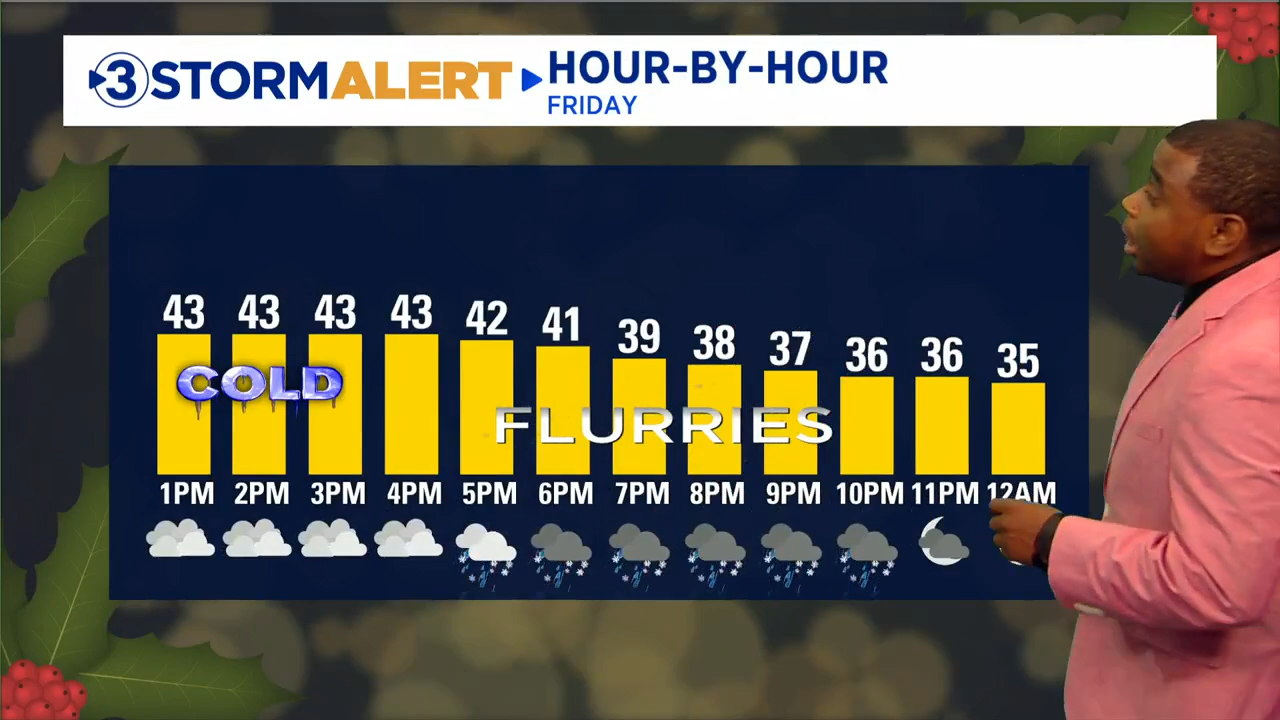 3 STORMALERT
HOUR-BY-HOUR
FRIDAY
43 43 43 43 42 41 39 38 37 36 36 35
COLD
FLURRIES
1PM 2PM 3PM 4PM 5PM 6PM 7PM 8PM 9PM 10PM 11PM 12AM